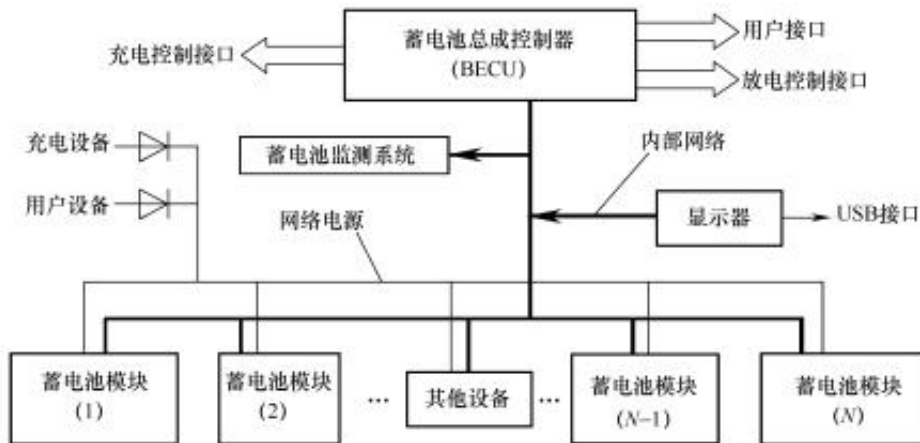 蓄电池总成控制器
(BECU)
充电控制接口
用户接口
放电控制接口
充电设备
蓄电池监测系统
内部网络
用户设备
网络电源
显示器
USB接口
蓄电池模块
(1)
蓄电池模块
(2)
...
其他设备
...
蓄电池模块
(N-1)
蓄电池模块
(N)